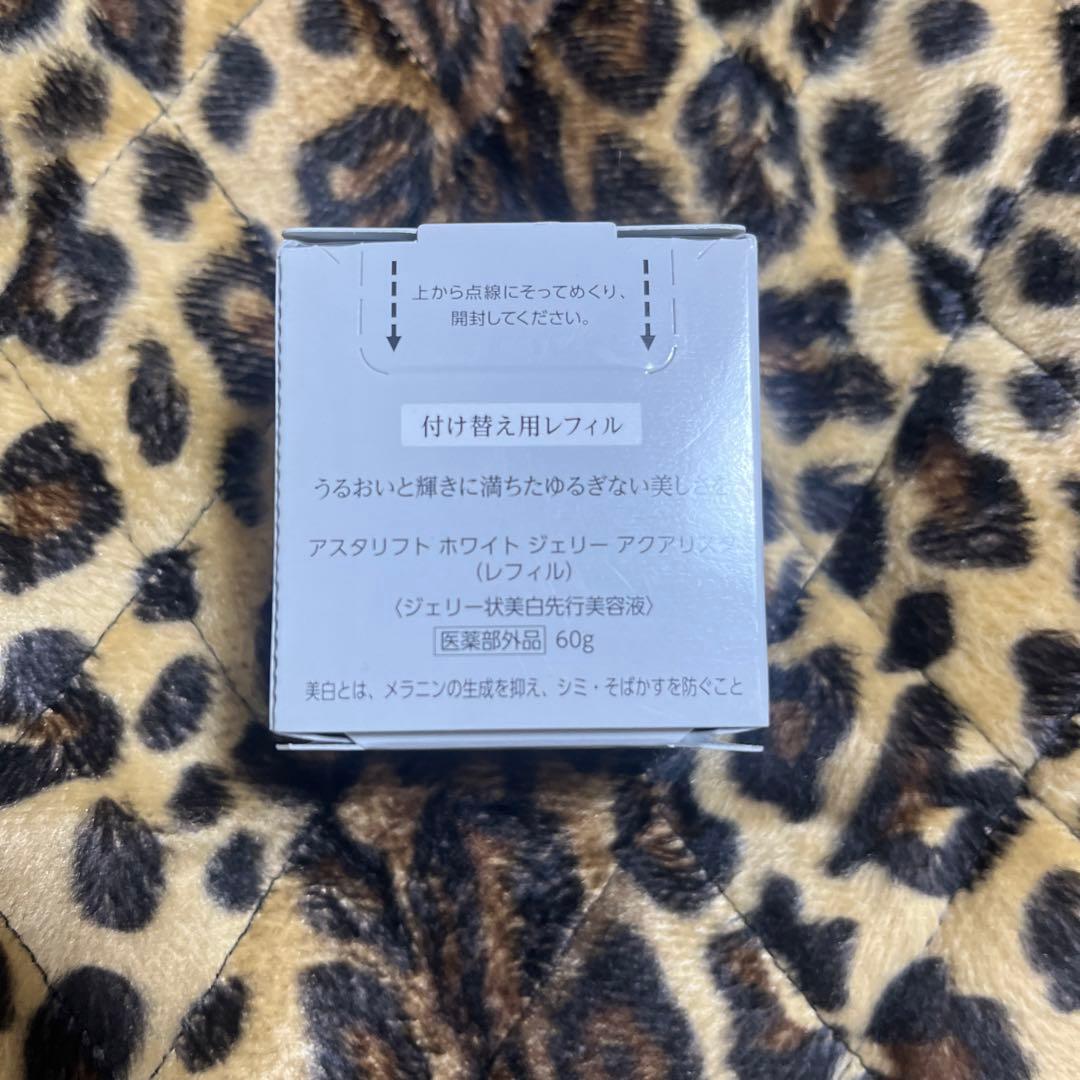 上から点線にそってめくり、
開封してください。
付け替え用レフィル
うるおいと輝きに満ちたゆるぎない美しさを
アスタリフト ホワイト ジェリー アクアリスタ
（レフィル）
〈ジェリー状美白先行美容液〉
医薬部外品 60g
美白とは、メラニンの生成を抑え、シミ・そばかすを防ぐこと